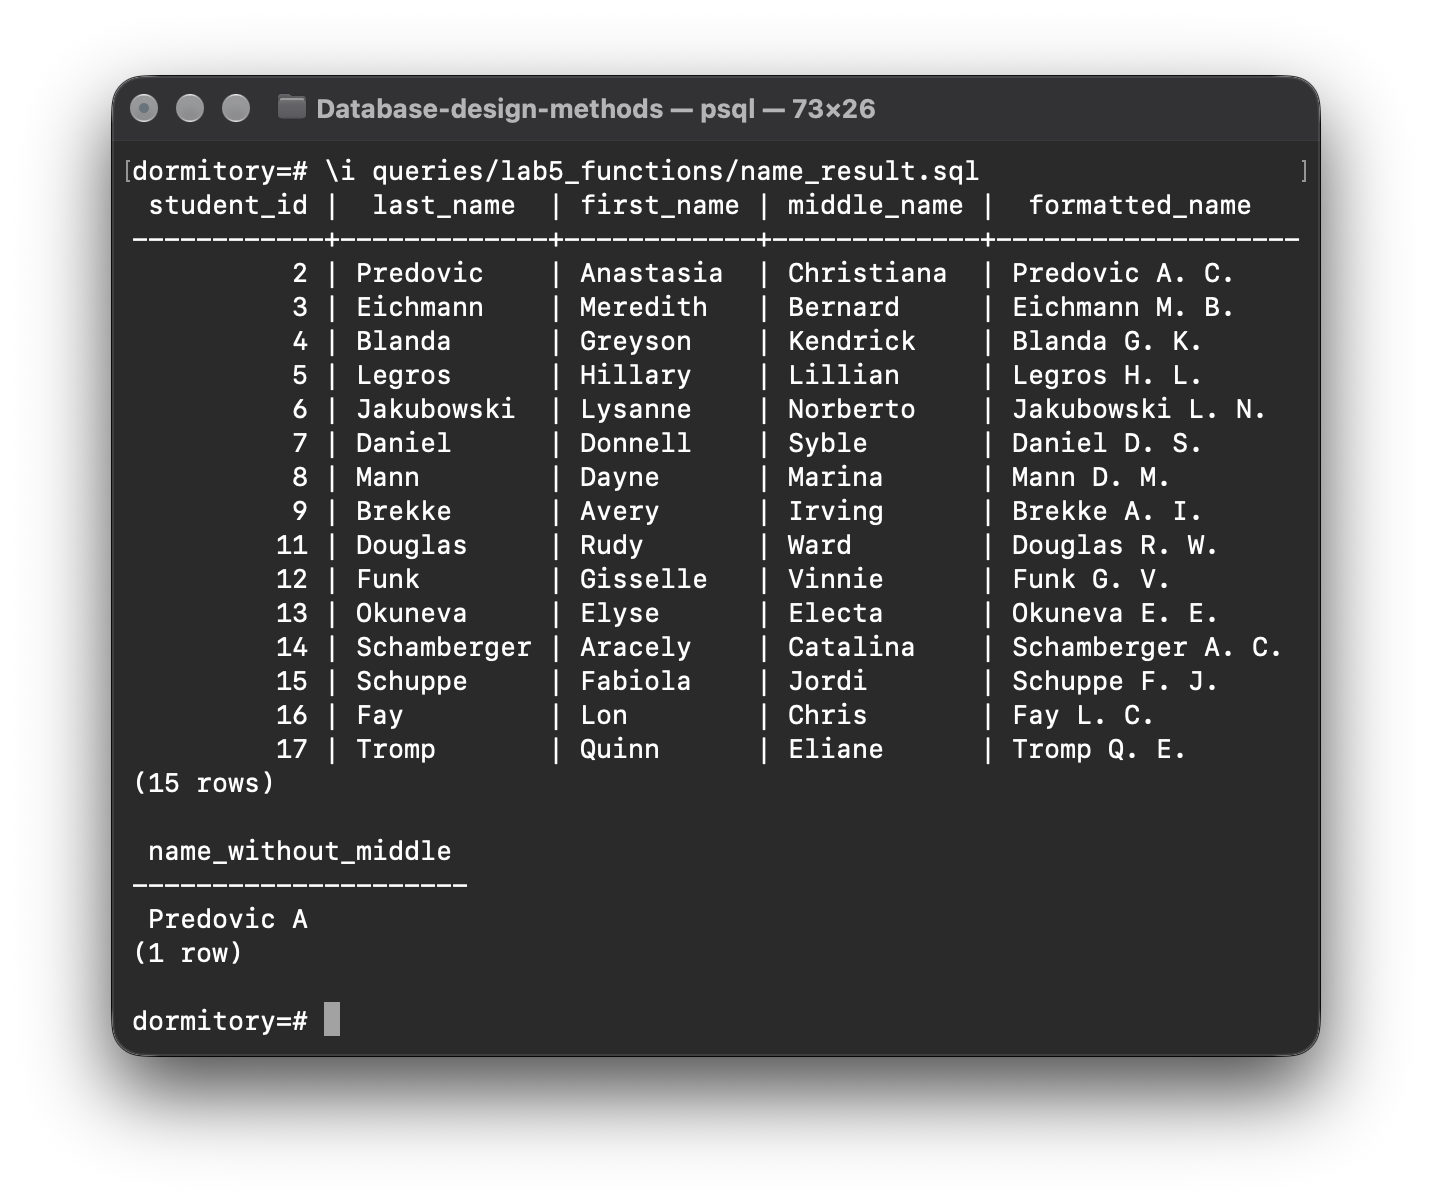 Database-design-methods — psql — 73×26
[dormitory=# \i queries/lab5_functions/name_result.sql ]
 student_id |  last_name  | first_name | middle_name |  formatted_name
------------+-------------+------------+-------------+-------------------
          2 | Predovic    | Anastasia  | Christiana  | Predovic A. C.
          3 | Eichmann    | Meredith   | Bernard     | Eichmann M. B.
          4 | Blanda      | Greyson    | Kendrick    | Blanda G. K.
          5 | Legros      | Hillary    | Lillian     | Legros H. L.
          6 | Jakubowski  | Lysanne    | Norberto    | Jakubowski L. N.
          7 | Daniel      | Donnell    | Syble       | Daniel D. S.
          8 | Mann        | Dayne      | Marina      | Mann D. M.
          9 | Brekke      | Avery      | Irving      | Brekke A. I.
         11 | Douglas     | Rudy       | Ward        | Douglas R. W.
         12 | Funk        | Gisselle   | Vinnie      | Funk G. V.
         13 | Okuneva     | Elyse      | Electa      | Okuneva E. E.
         14 | Schamberger | Aracely    | Catalina    | Schamberger A. C.
         15 | Schuppe     | Fabiola    | Jordi       | Schuppe F. J.
         16 | Fay         | Lon        | Chris       | Fay L. C.
         17 | Tromp       | Quinn      | Eliane      | Tromp Q. E.
(15 rows)
 name_without_middle
---------------------
 Predovic A
(1 row)
dormitory=#